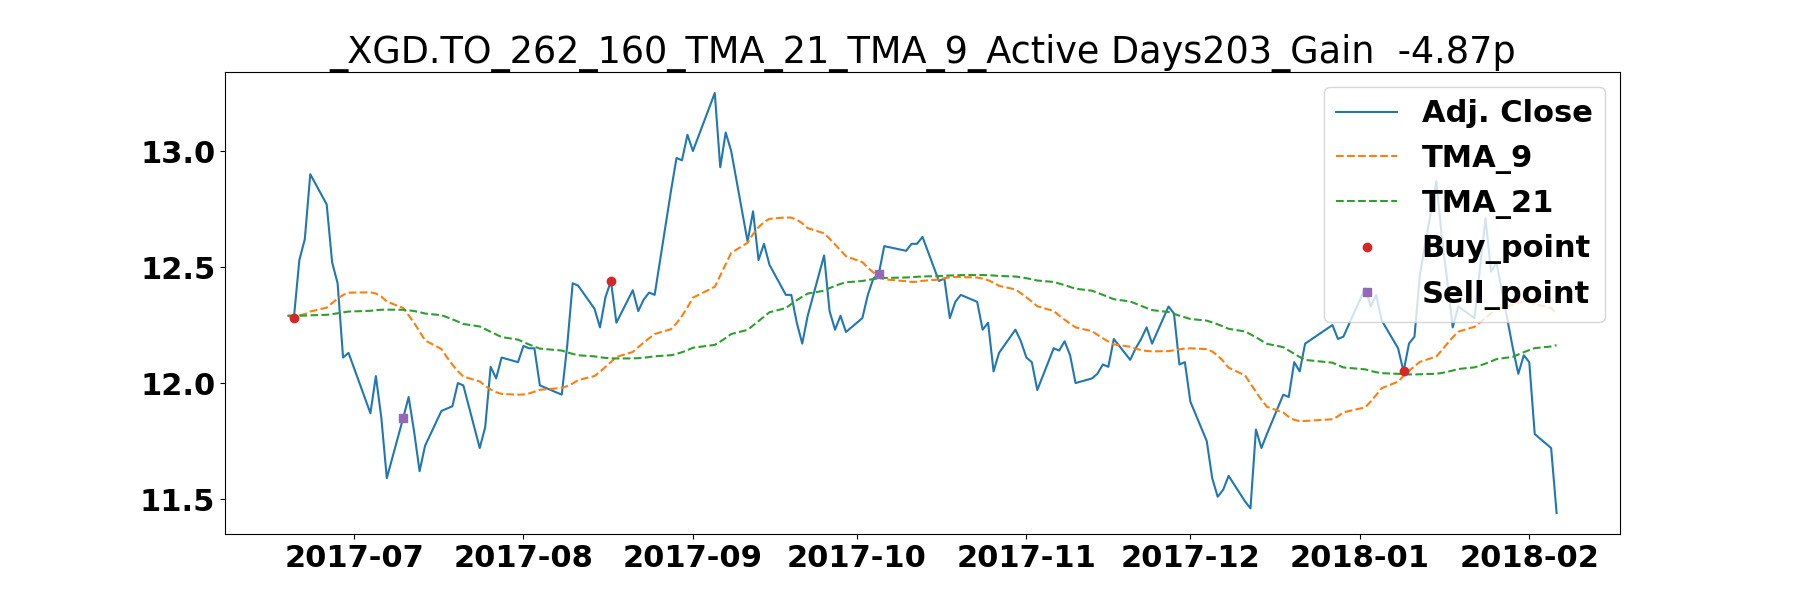 _XGD.TO_262_160_TMA_21_TMA_9_Active Days203_Gain  -4.87p
Adj. Close
TMA_9
TMA_21
Buy_point
Sell_point
13.0
12.5
12.0
11.5
2017-07 2017-08 2017-09 2017-10 2017-11 2017-12 2018-01 2018-02